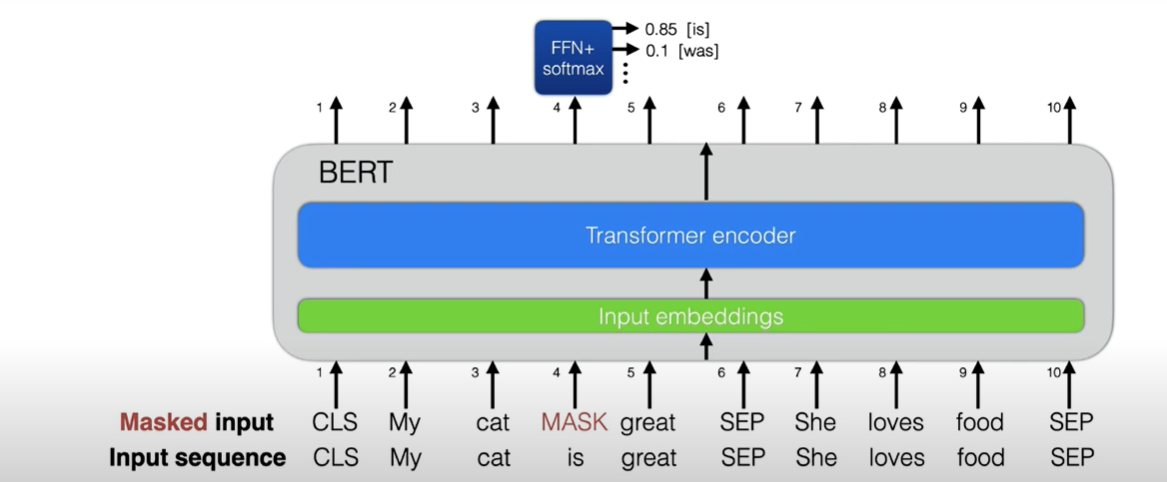 FFN+
softmax
0.85 [is]
0.1 [was]
1 2 3 4 5 6 7 8 9 10
BERT
Transformer encoder
Input embeddings
1 2 3 4 5 6 7 8 9 10
Masked input CLS My cat MASK great SEP She loves food SEP
Input sequence CLS My cat is great SEP She loves food SEP